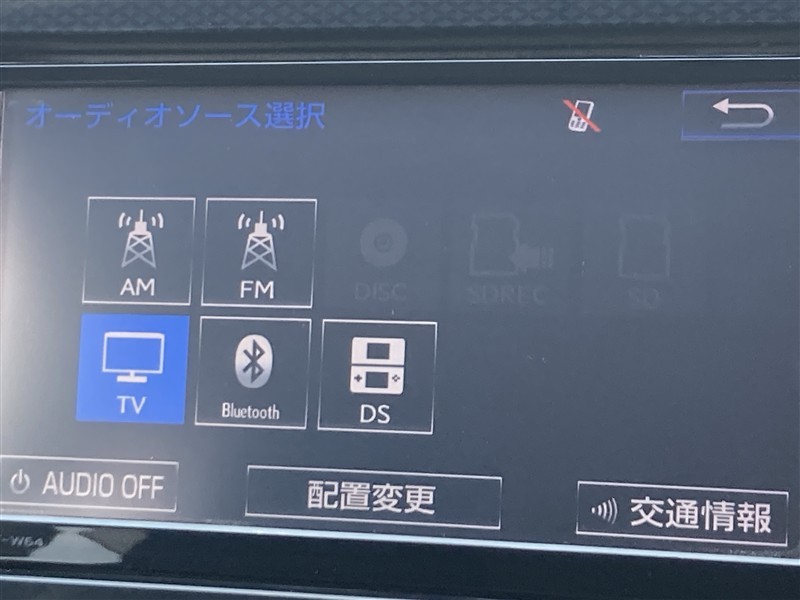 オーディオソース選択
AM
FM
DISC
SDREC
SD
TV
Bluetooth
DS
AUDIO OFF
配置変更
交通情報